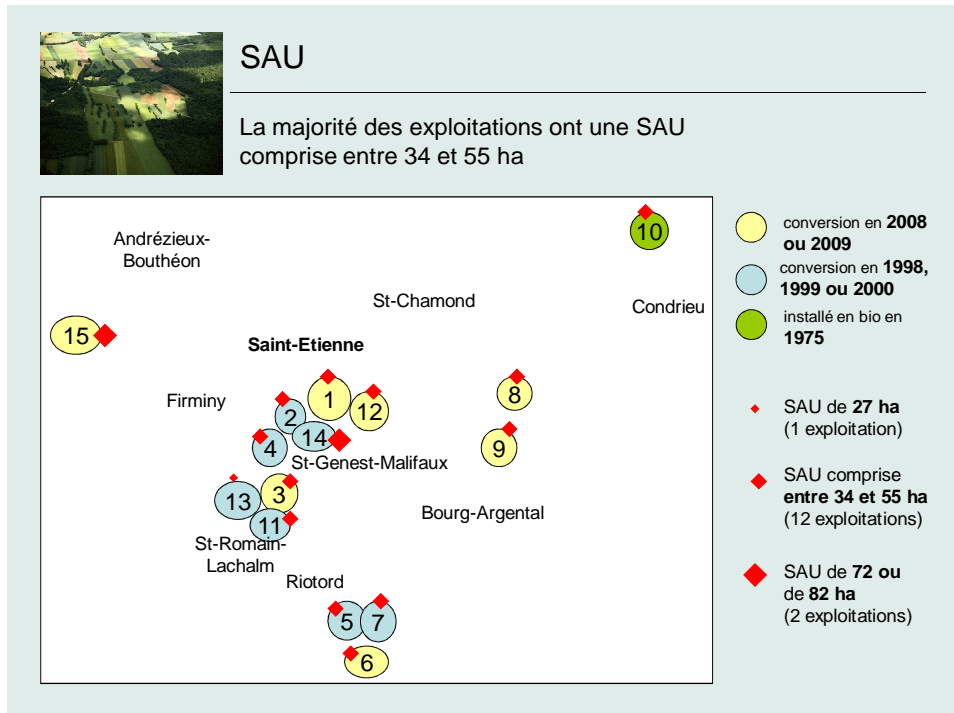 SAU
La majorité des exploitations ont une SAU
comprise entre 34 et 55 ha
Andrézieux-
Bouthéon
10
St-Chamond
Condrieu
15
Saint-Etienne
Firminy
1
2
12
8
14
4
9
St-Genest-Malifaux
13
3
11
Bourg-Argental
St-Romain-
Lachalm
Riotord
5
7
6
conversion en 2008
ou 2009
conversion en 1998,
1999 ou 2000
installé en bio en
1975
SAU de 27 ha
(1 exploitation)
SAU comprise
entre 34 et 55 ha
(12 exploitations)
SAU de 72 ou
de 82 ha
(2 exploitations)